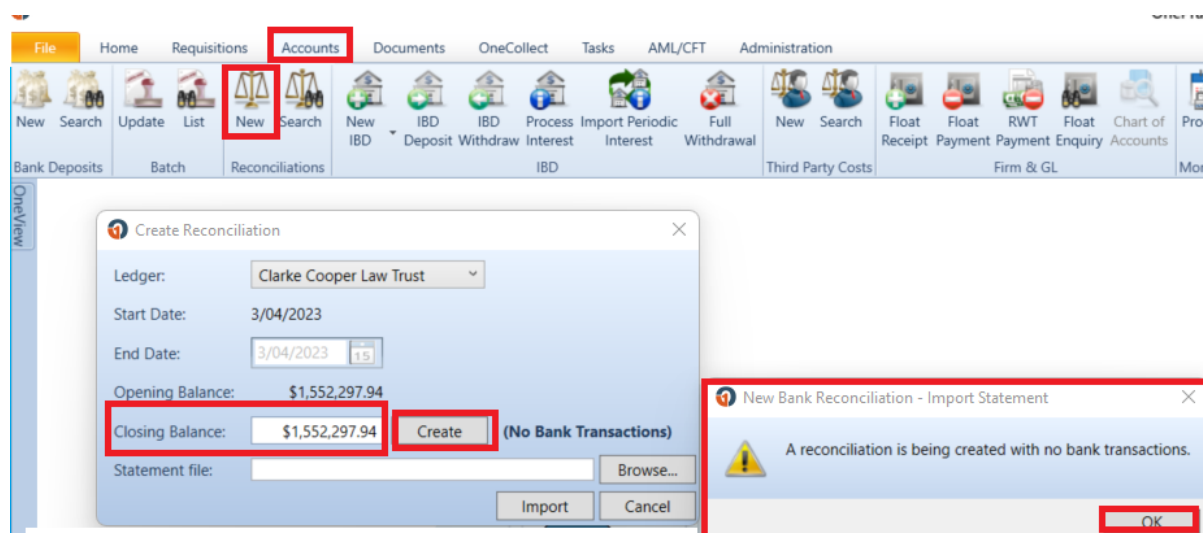 File Home Requisitions Accounts Documents OneCollect Tasks AML/CFT Administration
New Search Update List New Search New IBD IBD Deposit IBD Withdraw Process Interest Import Periodic Interest Full Withdrawal New Search Float Receipt Float Payment RWT Payment Float Enquiry Chart of Accounts
Bank Deposits Batch Reconciliations IBD Third Party Costs Firm & GL
OneView
Create Reconciliation
Ledger: Clarke Cooper Law Trust
Start Date: 3/04/2023
End Date: 3/04/2023 15
Opening Balance: $1,552,297.94
Closing Balance: $1,552,297.94 Create (No Bank Transactions)
Statement file: Browse...
Import Cancel
New Bank Reconciliation - Import Statement
A reconciliation is being created with no bank transactions.
OK